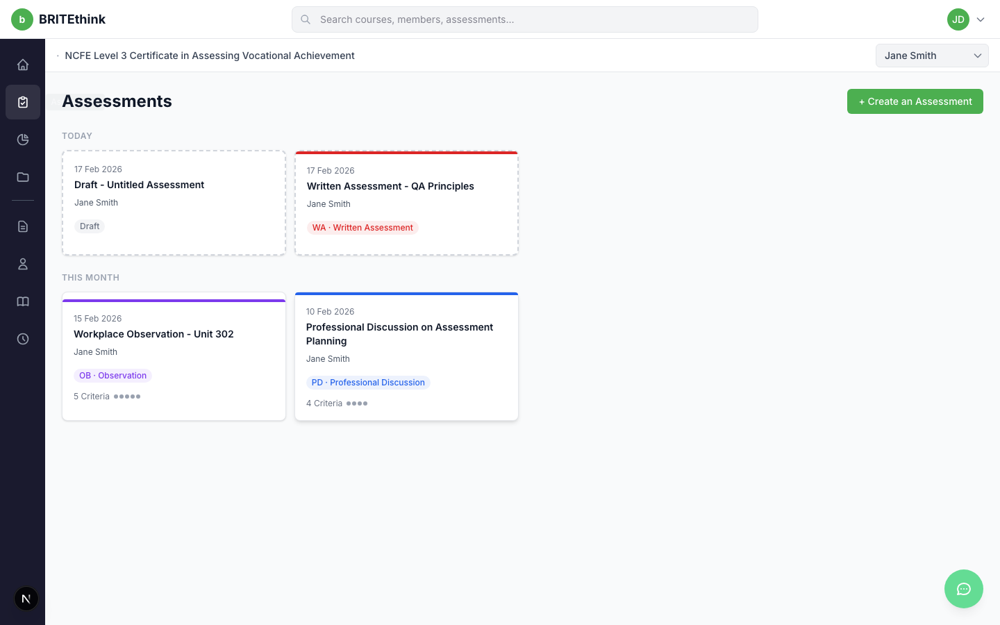 b BRITEthink
Search courses, members, assessments...
JD
· NCFE Level 3 Certificate in Assessing Vocational Achievement
Jane Smith
Assessments
+ Create an Assessment
TODAY
17 Feb 2026
Draft - Untitled Assessment
Jane Smith
Draft
17 Feb 2026
Written Assessment - QA Principles
Jane Smith
WA · Written Assessment
THIS MONTH
15 Feb 2026
Workplace Observation - Unit 302
Jane Smith
OB · Observation
5 Criteria
10 Feb 2026
Professional Discussion on Assessment
Planning
Jane Smith
PD · Professional Discussion
4 Criteria
N